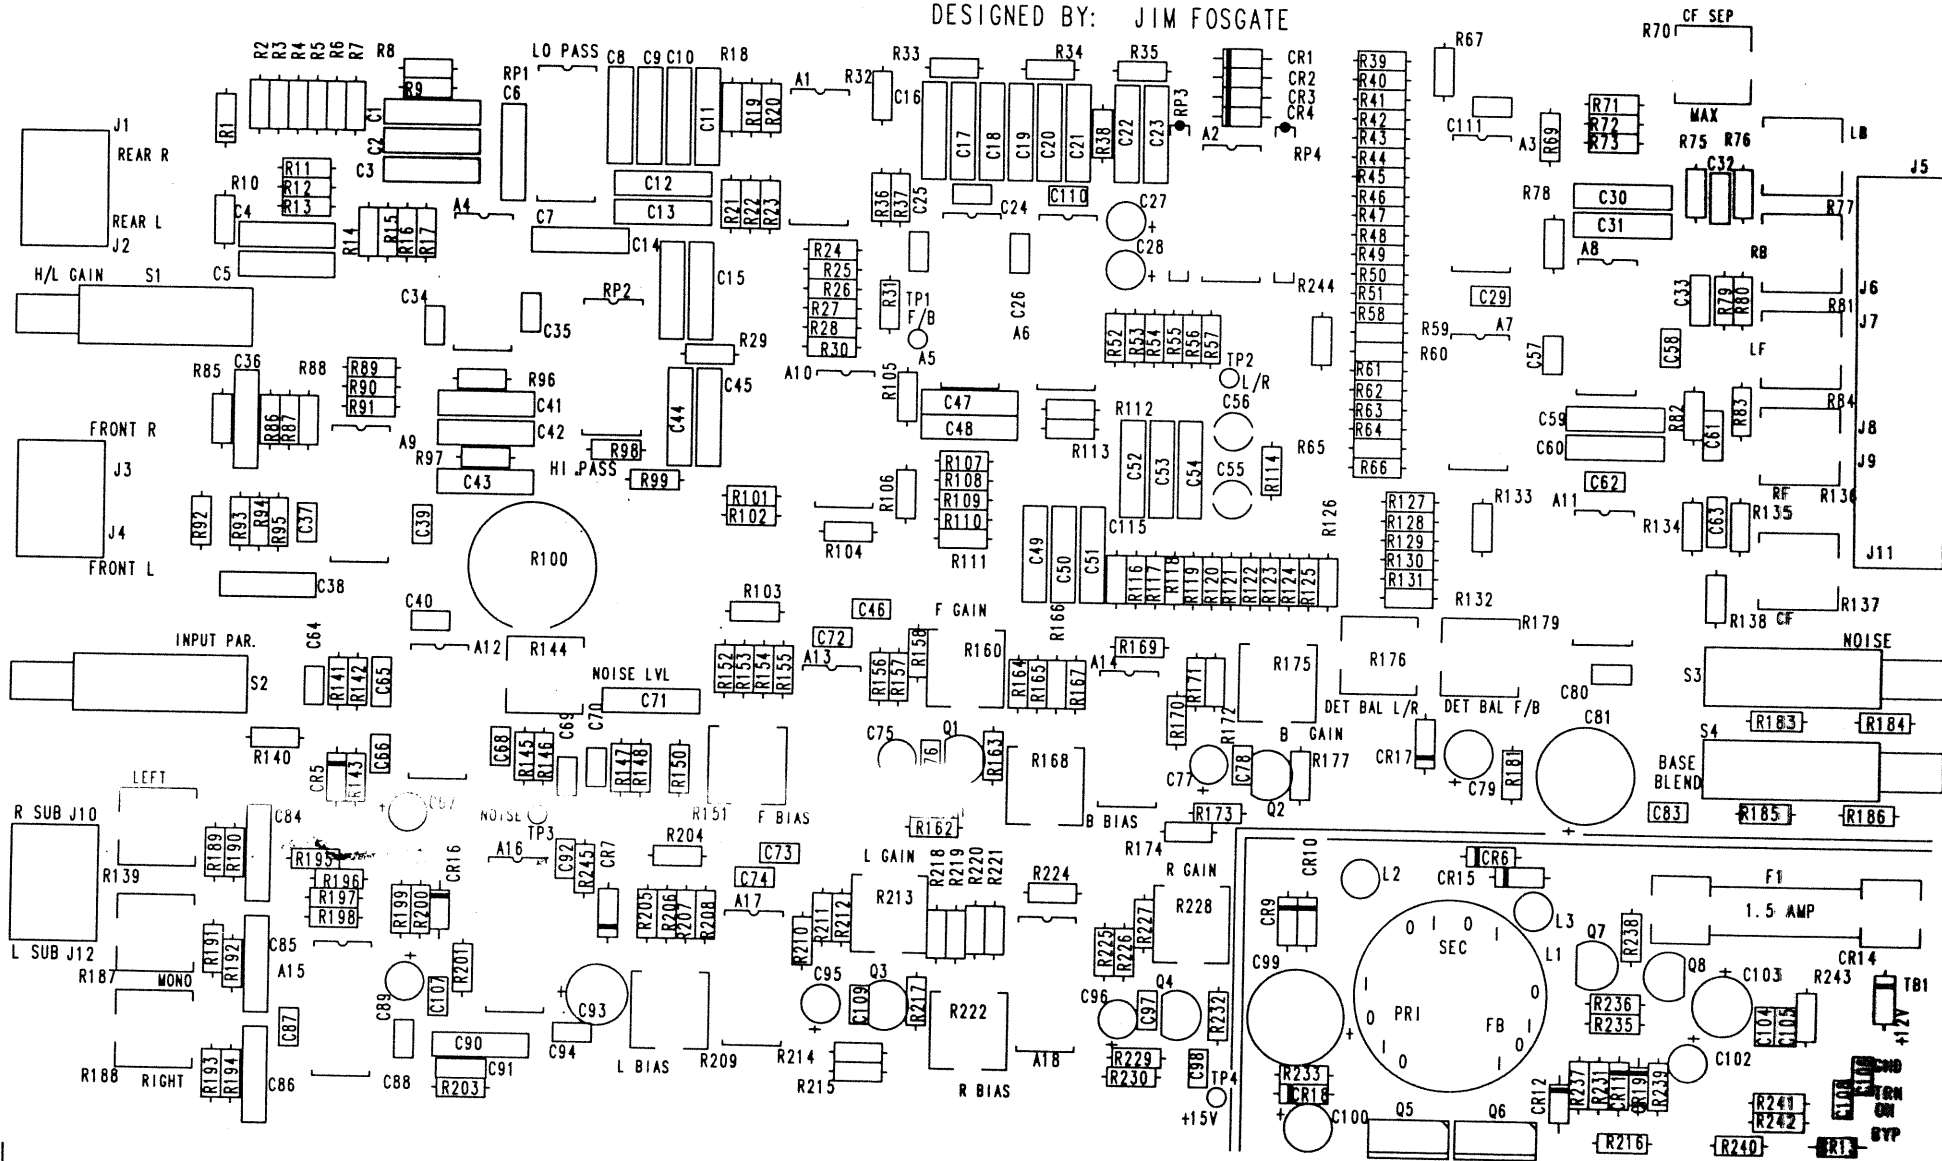 DESIGNED BY: JIM FOSGATE
CF SEP
R70
MAX
R2
R3
R4
R5
R6
R7
R8
R9
C1
C2
C3
LO PASS
RP1
C6
C8
C9
C10
C11
R18
R19
R20
A1
R32
C16
R33
R34
R35
C17
C18
C19
C20
C21
R38
C22
C23
RP3
A2
CR1
CR2
CR3
CR4
RP4
R39
R40
R41
R42
R43
R44
R45
R46
R47
R48
R49
R50
R51
R58
R59
R60
R61
R62
R63
R64
R65
R66
R67
C111
A3
R69
R71
R72
R73
R75
R76
C32
LB
J5
J1
REAR R
REAR L
J2
R1
R10
C4
C5
R11
R12
R13
R14
R15
R16
R17
A4
C7
C12
C13
C14
C15
R21
R22
R23
R36
R37
C25
C24
C110
C27
+
C28
+
R78
C30
C31
A8
R77
RB
H/L GAIN
S1
C34
C35
RP2
R24
R25
R26
R27
R28
R30
R31
TP1
F/B
A5
C26
A6
R52
R53
R54
R55
R56
R57
R244
C29
A7
C57
C58
C33
R79
R80
R81
J6
J7
LF
R29
R85
C36
R86
R87
R88
R89
R90
R91
R96
C41
C42
C44
C45
A10
R105
C47
C48
TP2
L/R
C56
R112
R113
C59
C60
R82
C61
R83
R84
J8
J9
FRONT R
J3
J4
FRONT L
A9
R97
C43
R98
HI PASS
R99
R92
R93
R94
R95
C37
C38
C39
C40
R100
R101
R102
R103
R104
R106
R107
R108
R109
R110
R111
C49
C50
C51
C115
C52
C53
C54
C55
R114
R126
R127
R128
R129
R130
R131
R132
R133
A11
C62
R134
C63
R135
RF
R136
J11
R137
R138
CF
NOISE
R116
R117
R118
R119
R120
R121
R122
R123
R124
R125
INPUT PAR.
S2
C64
R141
R142
C65
A12
R144
NOISE LVL
C71
C46
C72
A13
R152
R153
R154
R155
R156
R157
R158
F GAIN
R160
R164
R165
R166
R167
A14
R169
R170
R171
R172
R175
B GAIN
R176
DET BAL L/R
R179
DET BAL F/B
C80
C81
+
S3
R183
R184
S4
BASE
BLEND
C83
R185
R186
R140
CR5
R143
C66
+
C67
C68
R145
R146
C69
C70
R147
R148
R150
R151
F BIAS
NOISE
TP3
C75
76
Q1
R163
R162
R168
B BIAS
C77
+
C78
Q2
R177
R173
R174
CR17
C79
+
R181
LEFT
R SUB J10
L SUB J12
R139
R187
MONO
R188
RIGHT
R189
R190
R191
R192
R193
R194
C84
C85
A15
C86
C87
R195
R196
R197
R198
R199
R200
CR16
C89
+
C107
R201
C88
C90
C91
R203
A16
C92
R245
CR7
C93
+
C94
R204
C73
C74
R205
R206
R207
R208
A17
L BIAS
R209
R210
R211
R212
L GAIN
R213
C95
+
C109
Q3
R217
R214
R215
R218
R219
R220
R221
R222
R BIAS
R224
A18
R225
R226
R227
R GAIN
R228
C96
+
C97
Q4
R232
R229
R230
C98
TP4
+15V
CR10
CR9
C99
+
L2
CR6
CR15
SEC
PRI
FB
L3
L1
Q7
R238
R236
R235
Q8
F1
1.5 AMP
CR14
C103
+
C104
C105
R243
TB1
+12V
C102
R233
CR18
+
C100
Q5
Q6
CR12
R237
R231
CR11
R239
R216
R241
R242
R240
C108
GND
TRN
ON
BYP